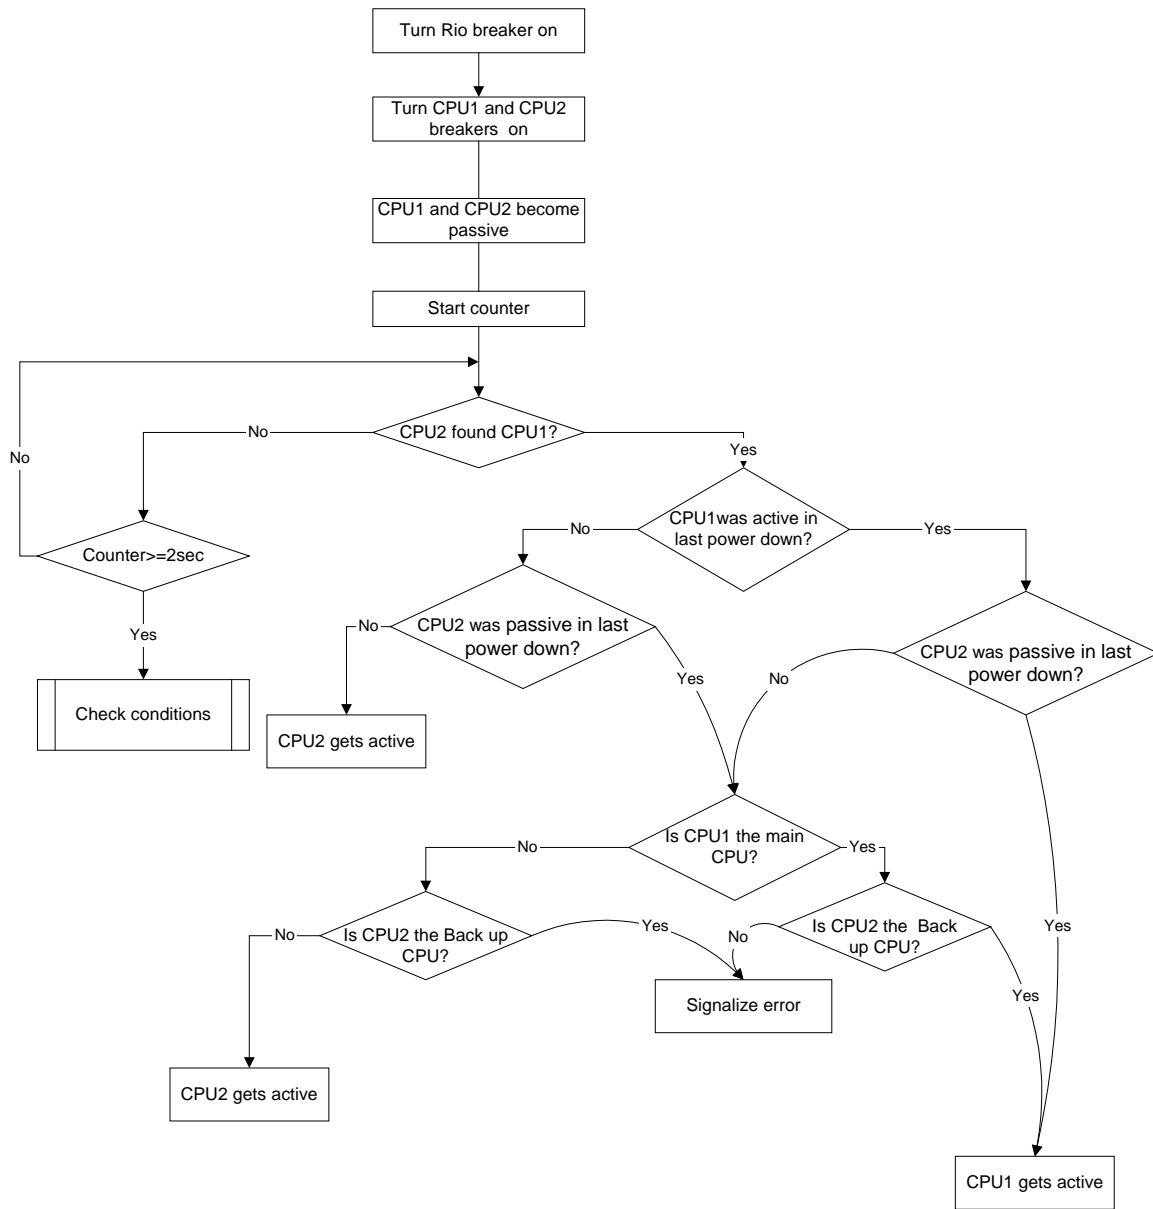 Turn Rio breaker on
Turn CPU1 and CPU2
breakers on
CPU1 and CPU2 become
passive
Start counter
CPU2 found CPU1?
No
Yes
No
CPU1was active in
last power down?
No
Yes
Counter>=2sec
Yes
CPU2 was passive in last
power down?
No
Yes
CPU2 was passive in last
power down?
No
Yes
Check conditions
CPU2 gets active
Is CPU1 the main
CPU?
No
Yes
Is CPU2 the Back up
CPU?
No
Yes
Is CPU2 the Back
up CPU?
No
Yes
Signalize error
CPU2 gets active
CPU1 gets active